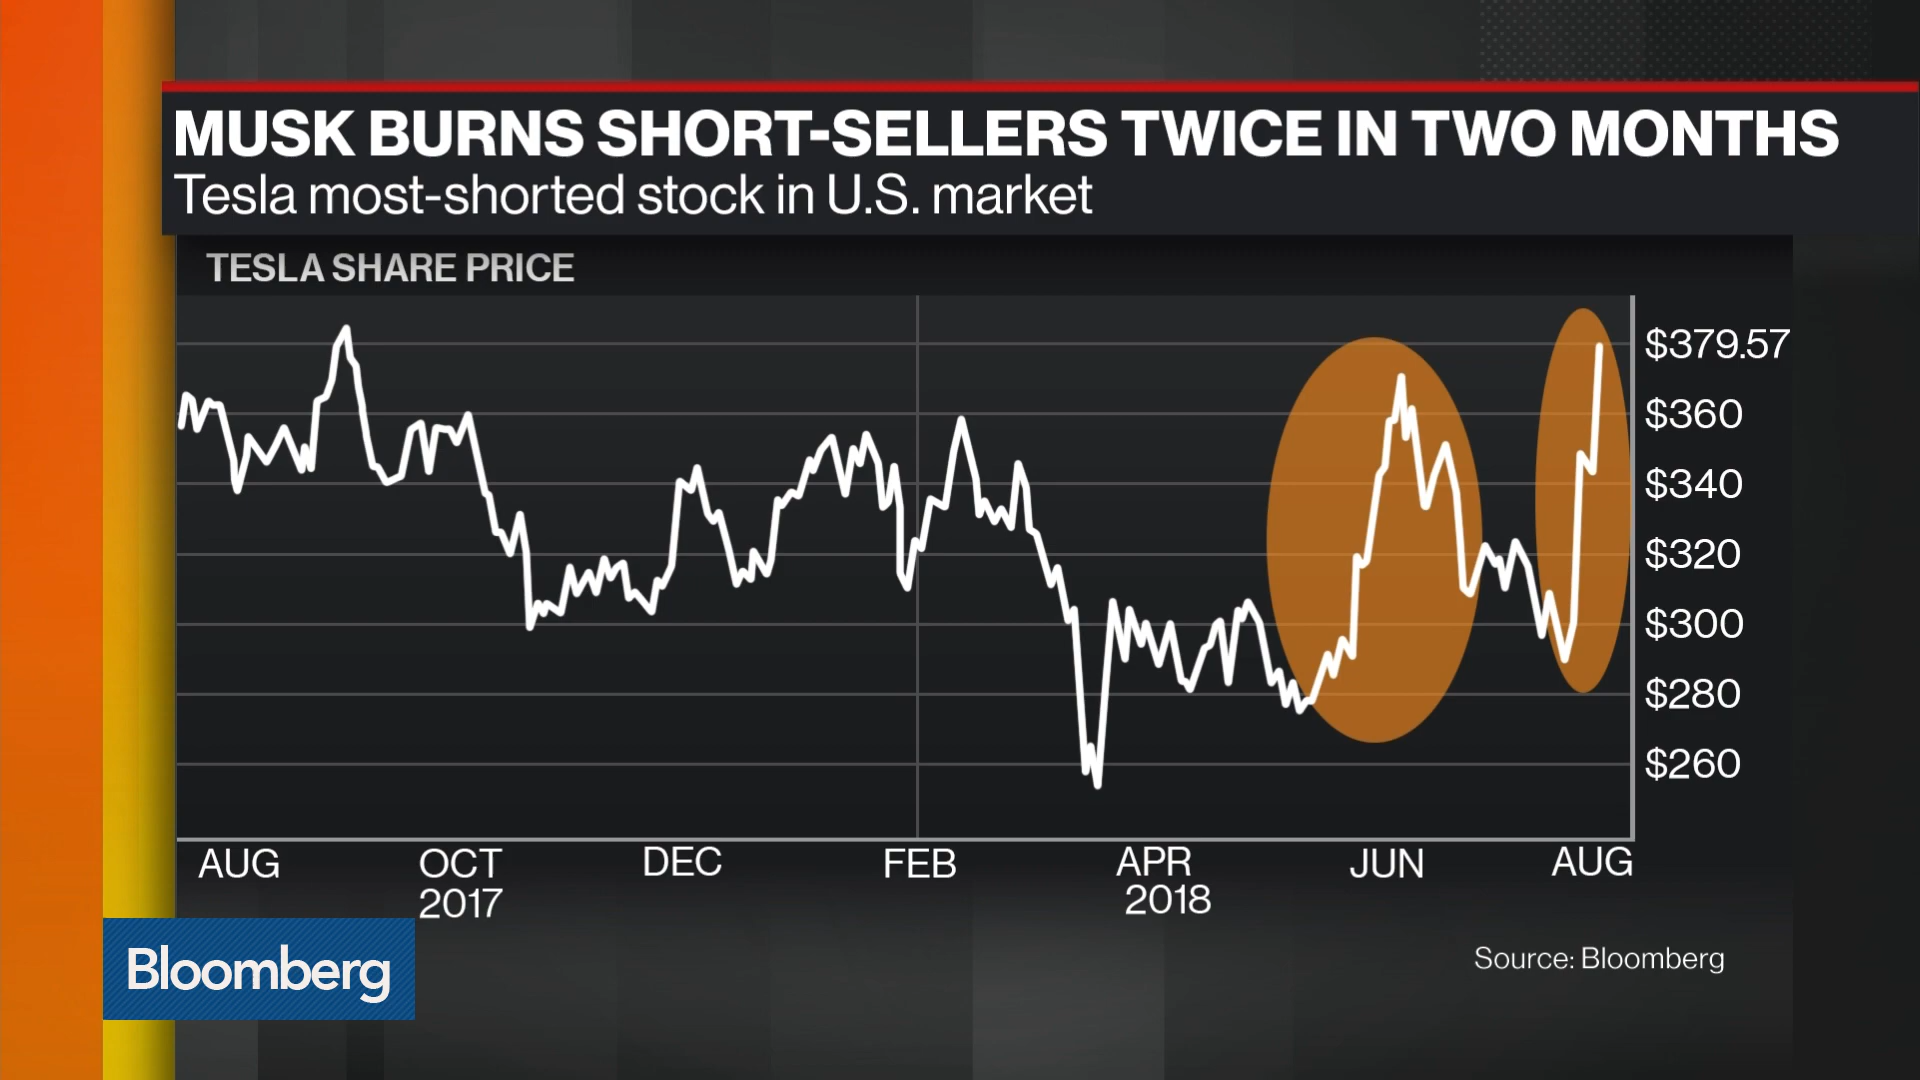 MUSK BURNS SHORT-SELLERS TWICE IN TWO MONTHS
Tesla most-shorted stock in U.S. market
TESLA SHARE PRICE
$379.57
$360
$340
$320
$300
$280
$260
AUG OCT DEC FEB APR JUN AUG
2017 2018
Bloomberg
Source: Bloomberg